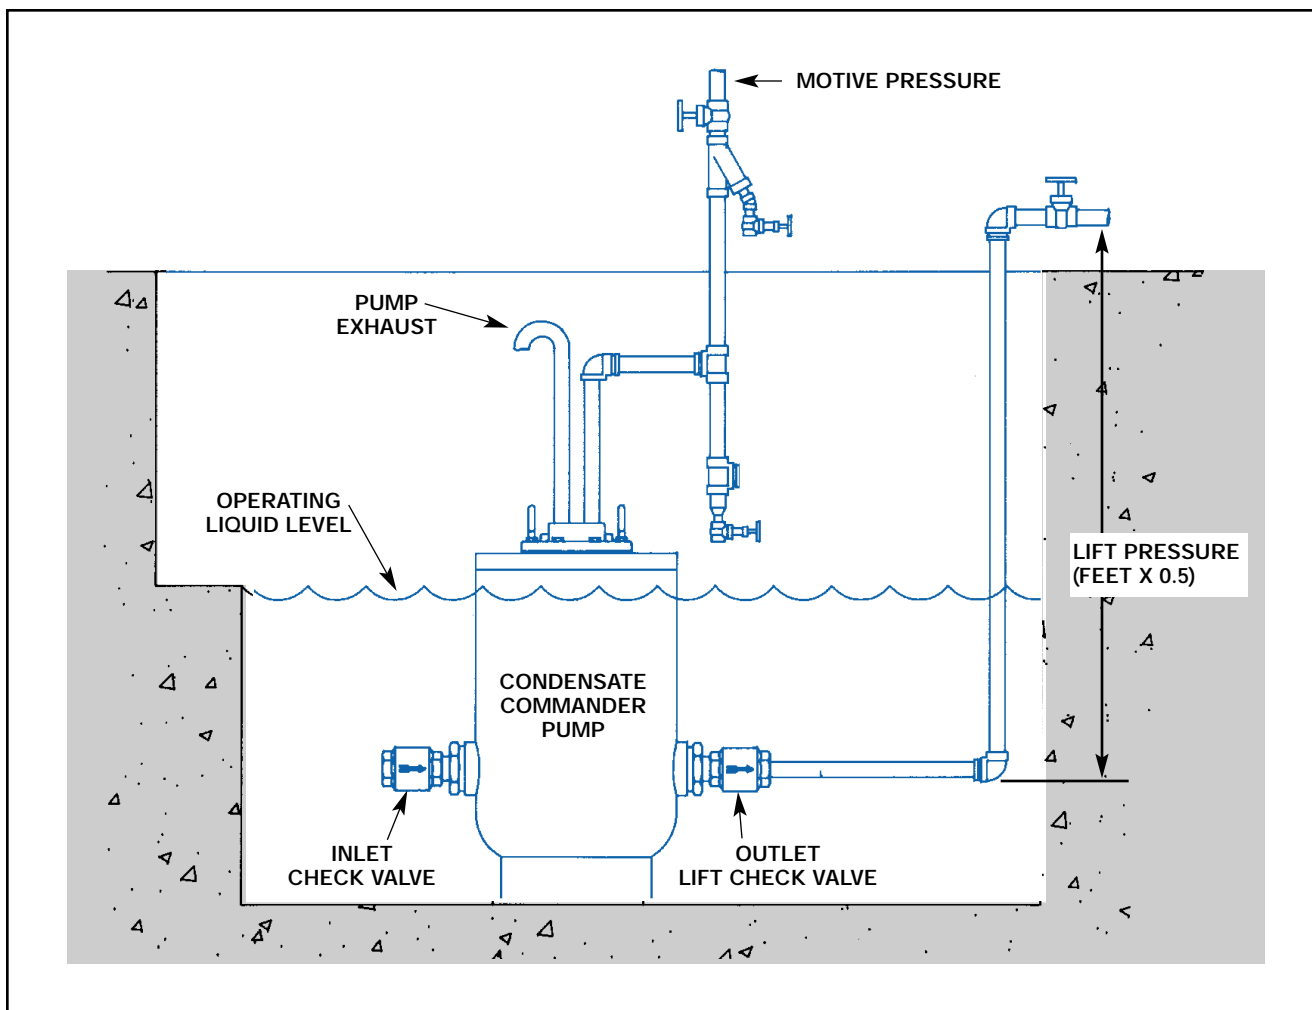 MOTIVE PRESSURE
PUMP
EXHAUST
OPERATING
LIQUID LEVEL
LIFT PRESSURE
(FEET X 0.5)
CONDENSATE
COMMANDER
PUMP
INLET
CHECK VALVE
OUTLET
LIFT CHECK VALVE